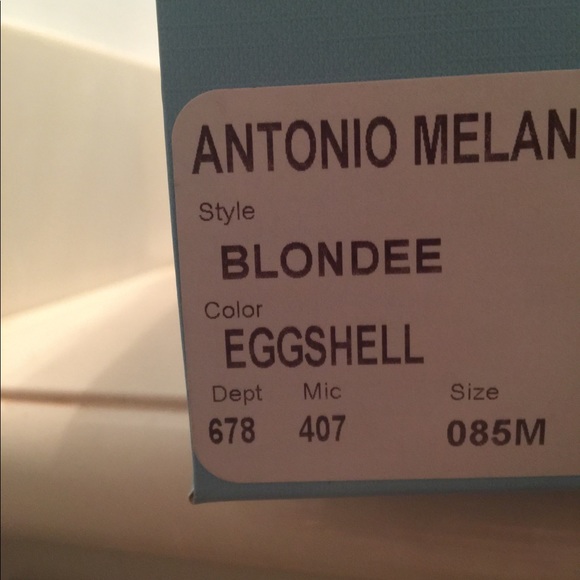 ANTONIO MELAN
Style
BLONDEE
Color
EGGSHELL
Dept Mic Size
678 407 085M